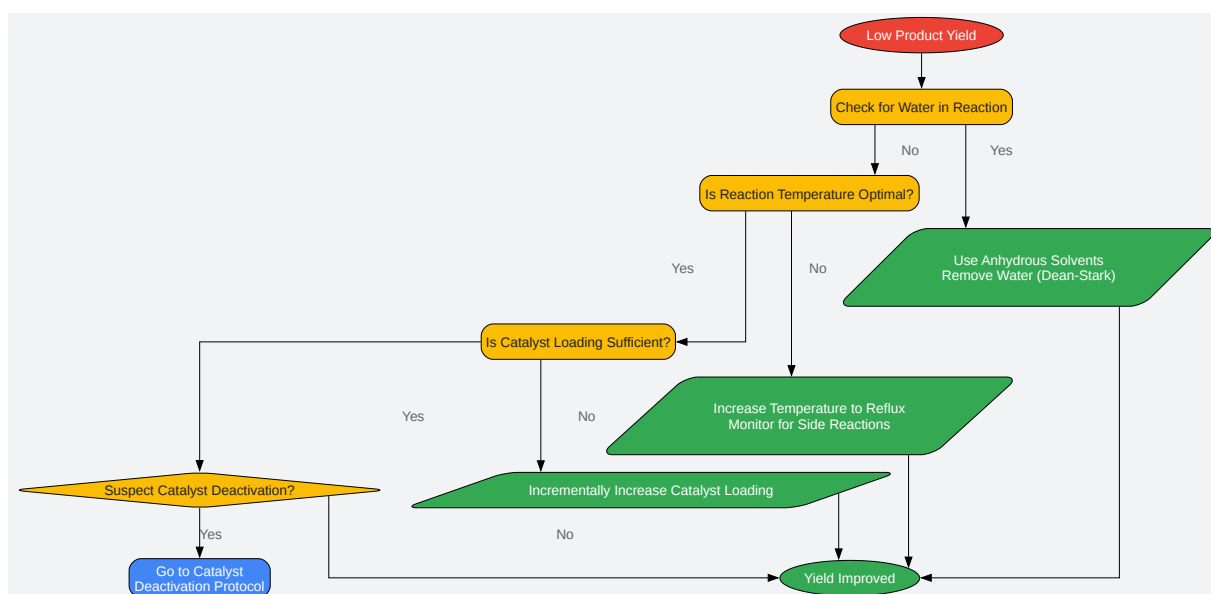 Low Product Yield
Check for Water in Reaction
No
Yes
Is Reaction Temperature Optimal?
Yes
No
Use Anhydrous Solvents
Remove Water (Dean-Stark)
Is Catalyst Loading Sufficient?
Yes
No
Increase Temperature to Reflux
Monitor for Side Reactions
Suspect Catalyst Deactivation?
Incrementally Increase Catalyst Loading
Yes
No
Go to Catalyst
Deactivation Protocol
Yield Improved